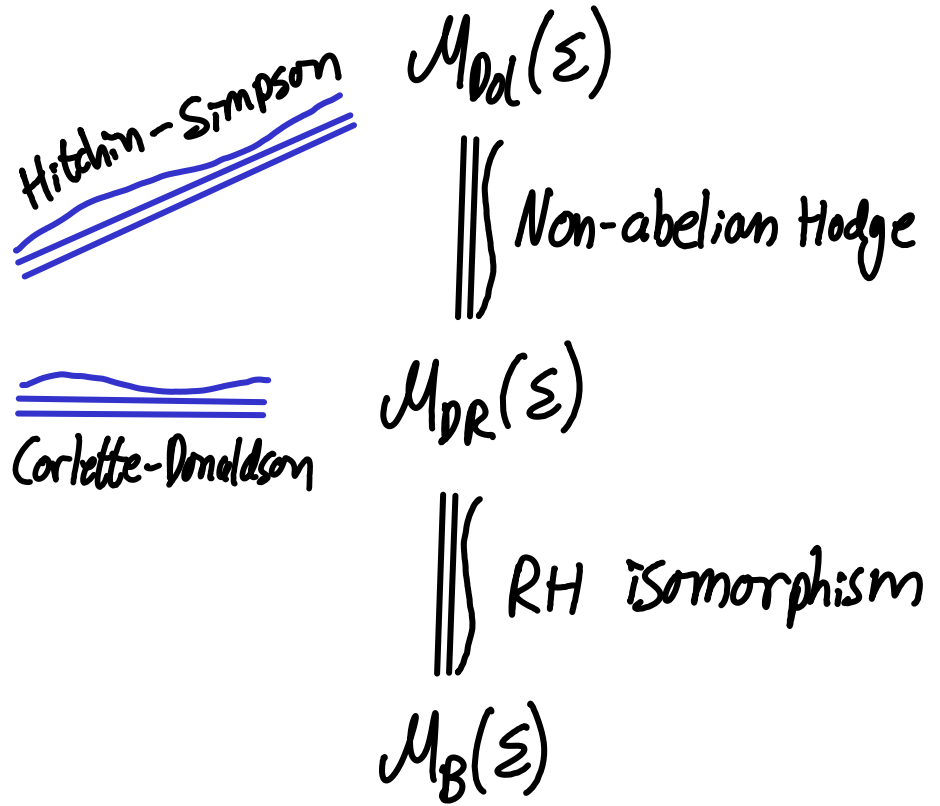 Hitchin-Simpson
M_Dol(Σ)
Non-abelian Hodge
M_DR(Σ)
Corlette-Donaldson
RH isomorphism
M_B(Σ)